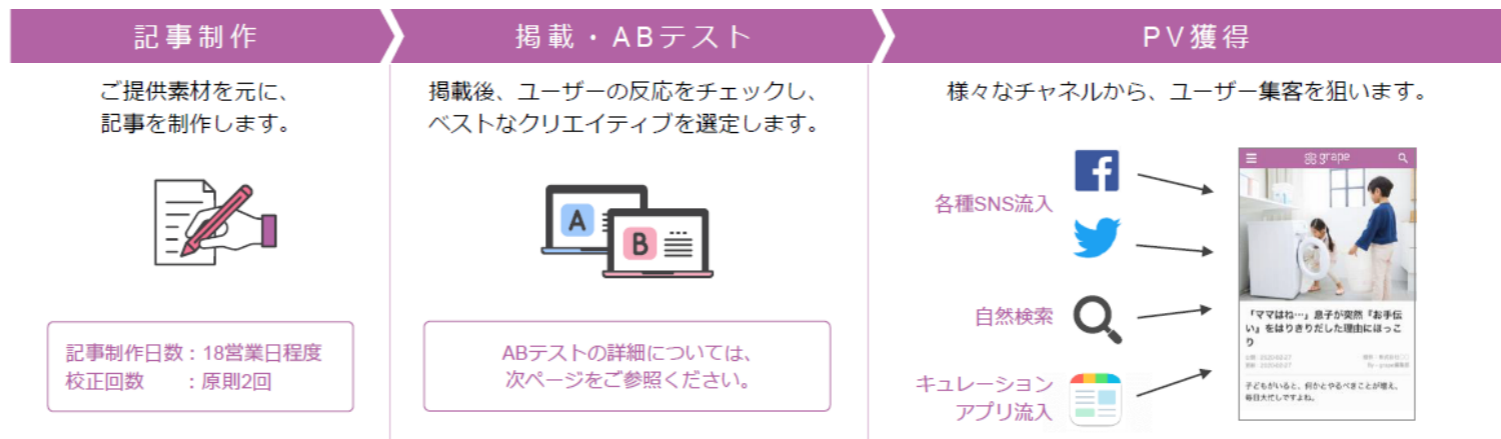 記事制作
掲載・ABテスト
PV獲得
ご提供素材を元に、
記事を制作します。
記事制作日数：18営業日程度
校正回数　　：原則2回
掲載後、ユーザーの反応をチェックし、
ベストなクリエイティブを選定します。
A
B
ABテストの詳細については、
次ページをご参照ください。
様々なチャネルから、ユーザー集客を狙います。
各種SNS流入
自然検索
キュレーション
アプリ流入
grape
「ママはね…」息子が突然『お手伝
い』をはりきりだした理由にほっこ
り
子どもがいると、何かとやるべきことが増え、
毎日大忙しですよね。